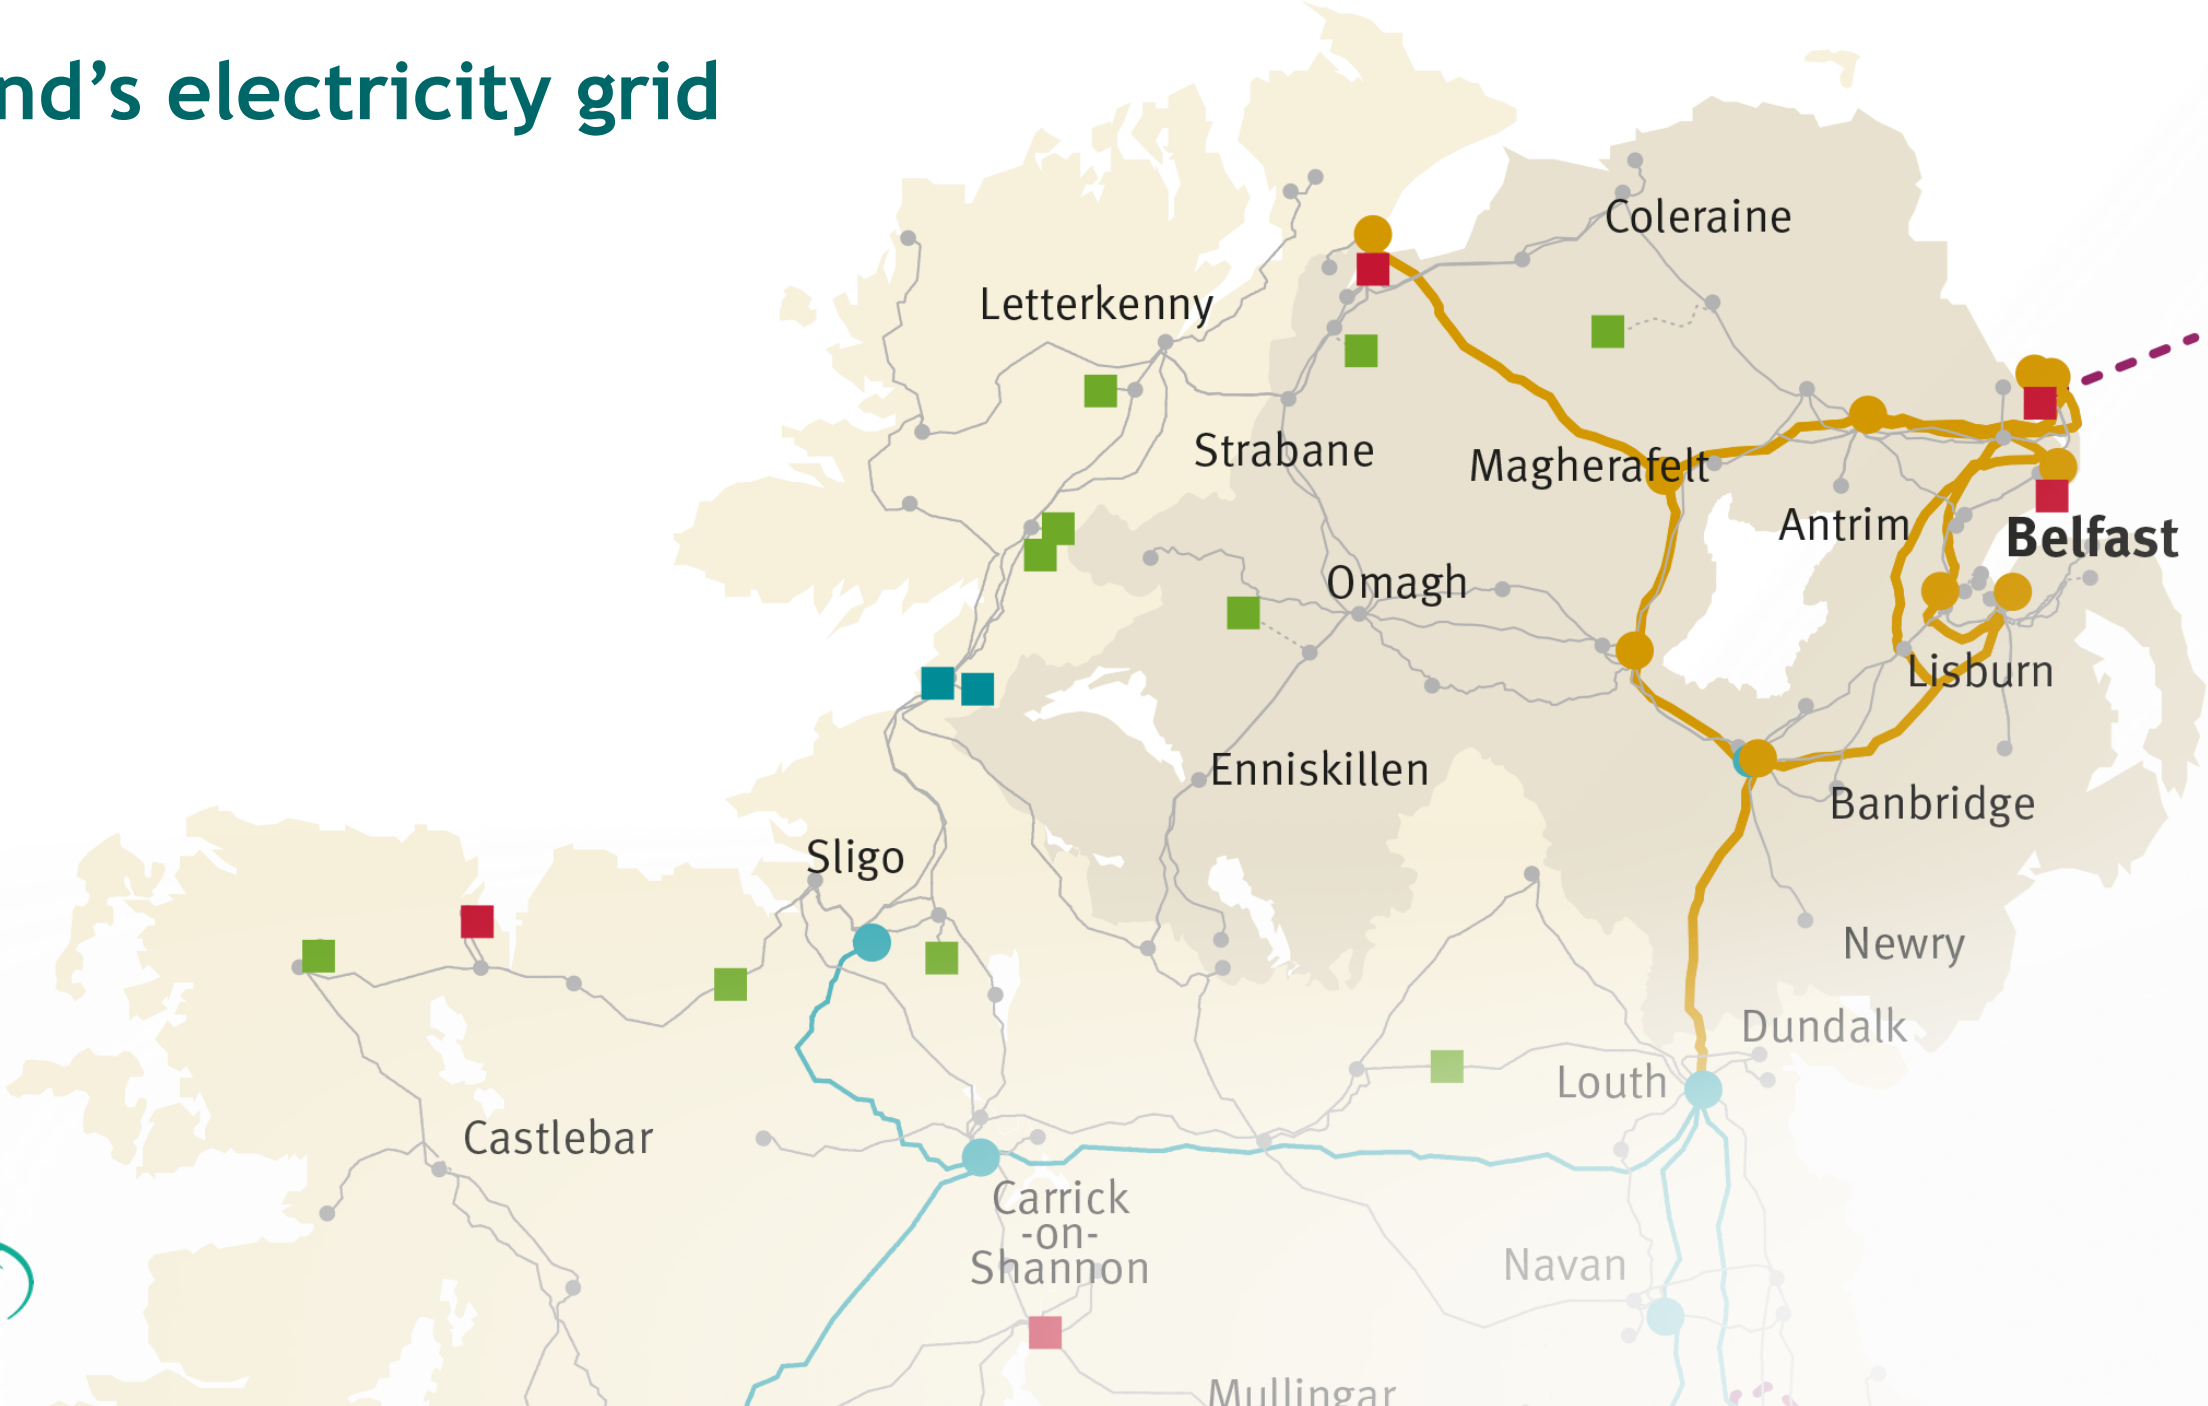 nd's electricity grid
Coleraine
Letterkenny
Strabane
Magherafelt
Antrim
Belfast
Omagh
Lisburn
Enniskillen
Banbridge
Sligo
Newry
Dundalk
Louth
Castlebar
Carrick
-on-
Shannon
Navan
Mullingar